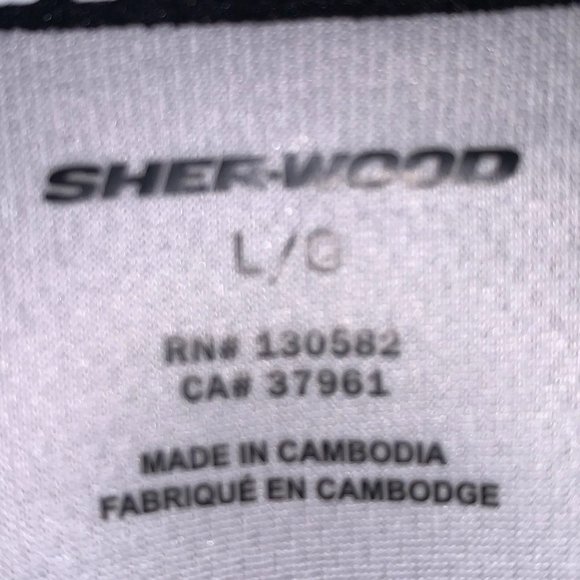 SHER-WOOD
L/G
RN# 130582
CA# 37961
MADE IN CAMBODIA
FABRIQUÉ EN CAMBODGE